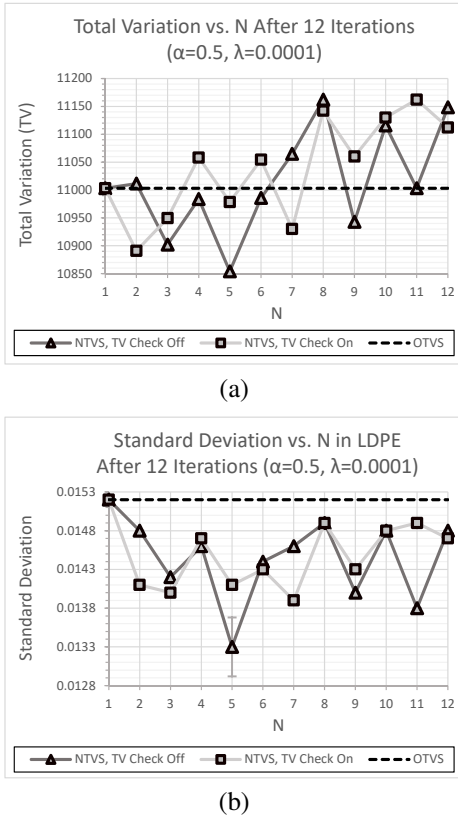 Total Variation vs. N After 12 Iterations
(α=0.5, λ=0.0001)
Total Variation (TV)
11200
11150
11100
11050
11000
10950
10900
10850
1 2 3 4 5 6 7 8 9 10 11 12
N
NTVS, TV Check Off NTVS, TV Check On OTVS
(a)
Standard Deviation vs. N in LDPE
After 12 Iterations (α=0.5, λ=0.0001)
Standard Deviation
0.0153
0.0148
0.0143
0.0138
0.0133
0.0128
1 2 3 4 5 6 7 8 9 10 11 12
N
NTVS, TV Check Off NTVS, TV Check On OTVS
(b)